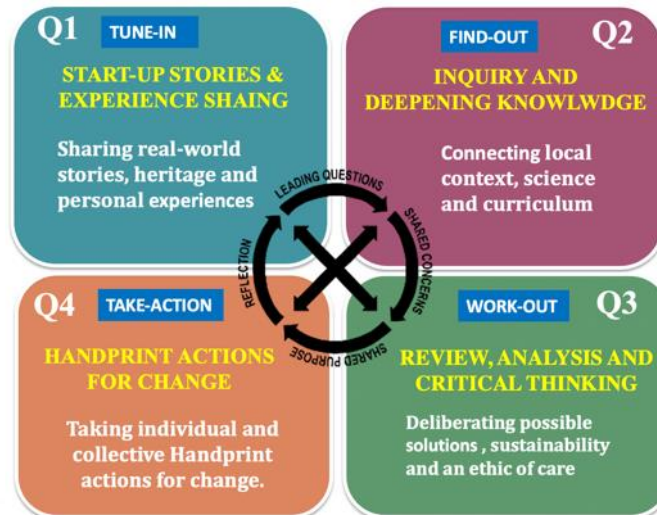 Q1
TUNE-IN
START-UP STORIES &
EXPERIENCE SHAING
Sharing real-world
stories, heritage and
personal experiences
FIND-OUT
Q2
INQUIRY AND
DEEPENING KNOWLWDGE
Connecting local
context, science
and curriculum
LEADING QUESTIONS
SHARED CONCERNS
SHARED PURPOSE
REFLECTION
Q4
TAKE-ACTION
HANDPRINT ACTIONS
FOR CHANGE
Taking individual and
collective Handprint
actions for change.
WORK-OUT
Q3
REVIEW, ANALYSIS AND
CRITICAL THINKING
Deliberating possible
solutions , sustainability
and an ethic of care